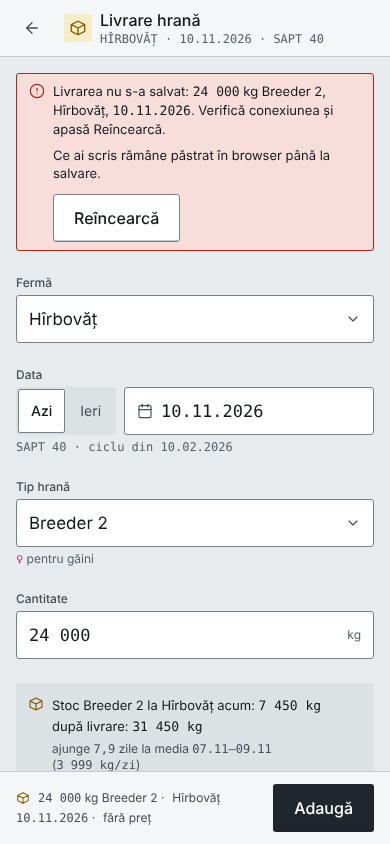 Livrare hrană
HÎRBOVĂȚ · 10.11.2026 · SAPT 40
Livrarea nu s-a salvat: 24 000 kg Breeder 2,
Hîrbovăț, 10.11.2026. Verifică conexiunea și
apasă Reîncearcă.
Ce ai scris rămâne păstrat în browser până la
salvare.
Reîncearcă
Fermă
Hîrbovăț
Data
Azi
Ieri
10.11.2026
SAPT 40 · ciclu din 10.02.2026
Tip hrană
Breeder 2
♀ pentru găini
Cantitate
24 000
kg
Stoc Breeder 2 la Hîrbovăț acum: 7 450 kg
după livrare: 31 450 kg
ajunge 7,9 zile la media 07.11–09.11
(3 999 kg/zi)
24 000 kg Breeder 2 · Hîrbovăț
10.11.2026 · fără preț
Adaugă